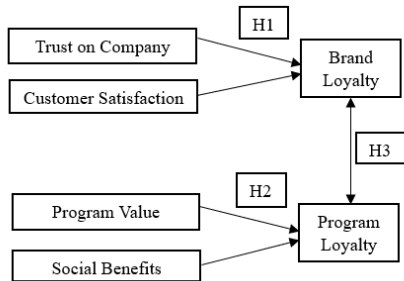 H1
Trust on Company
Brand
Loyalty
Customer Satisfaction
H3
H2
Program Value
Program
Loyalty
Social Benefits